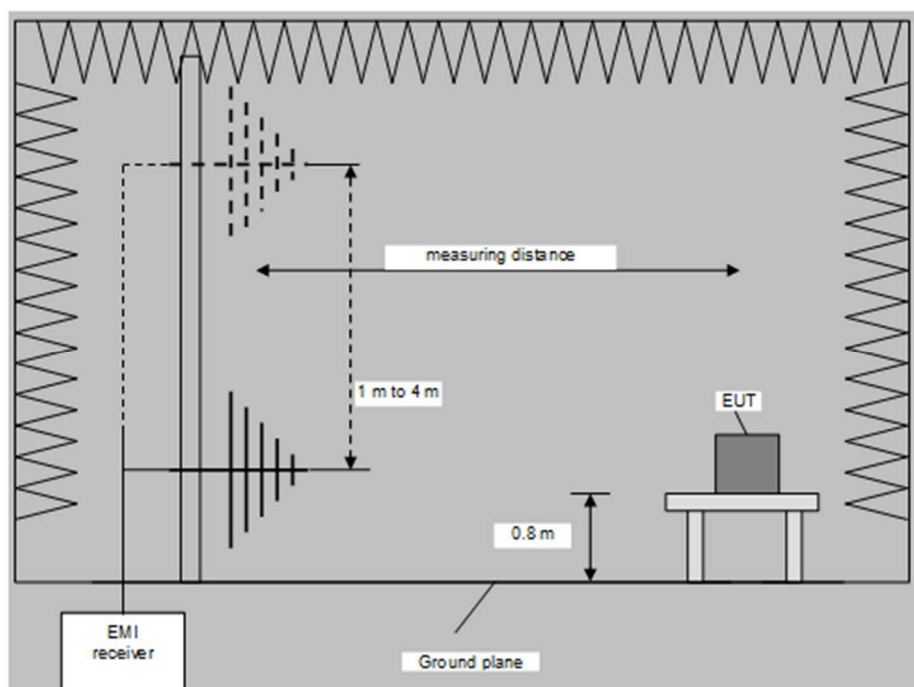 measuring distance
1 m to 4 m
EUT
0.8 m
EMI
receiver
Ground plane